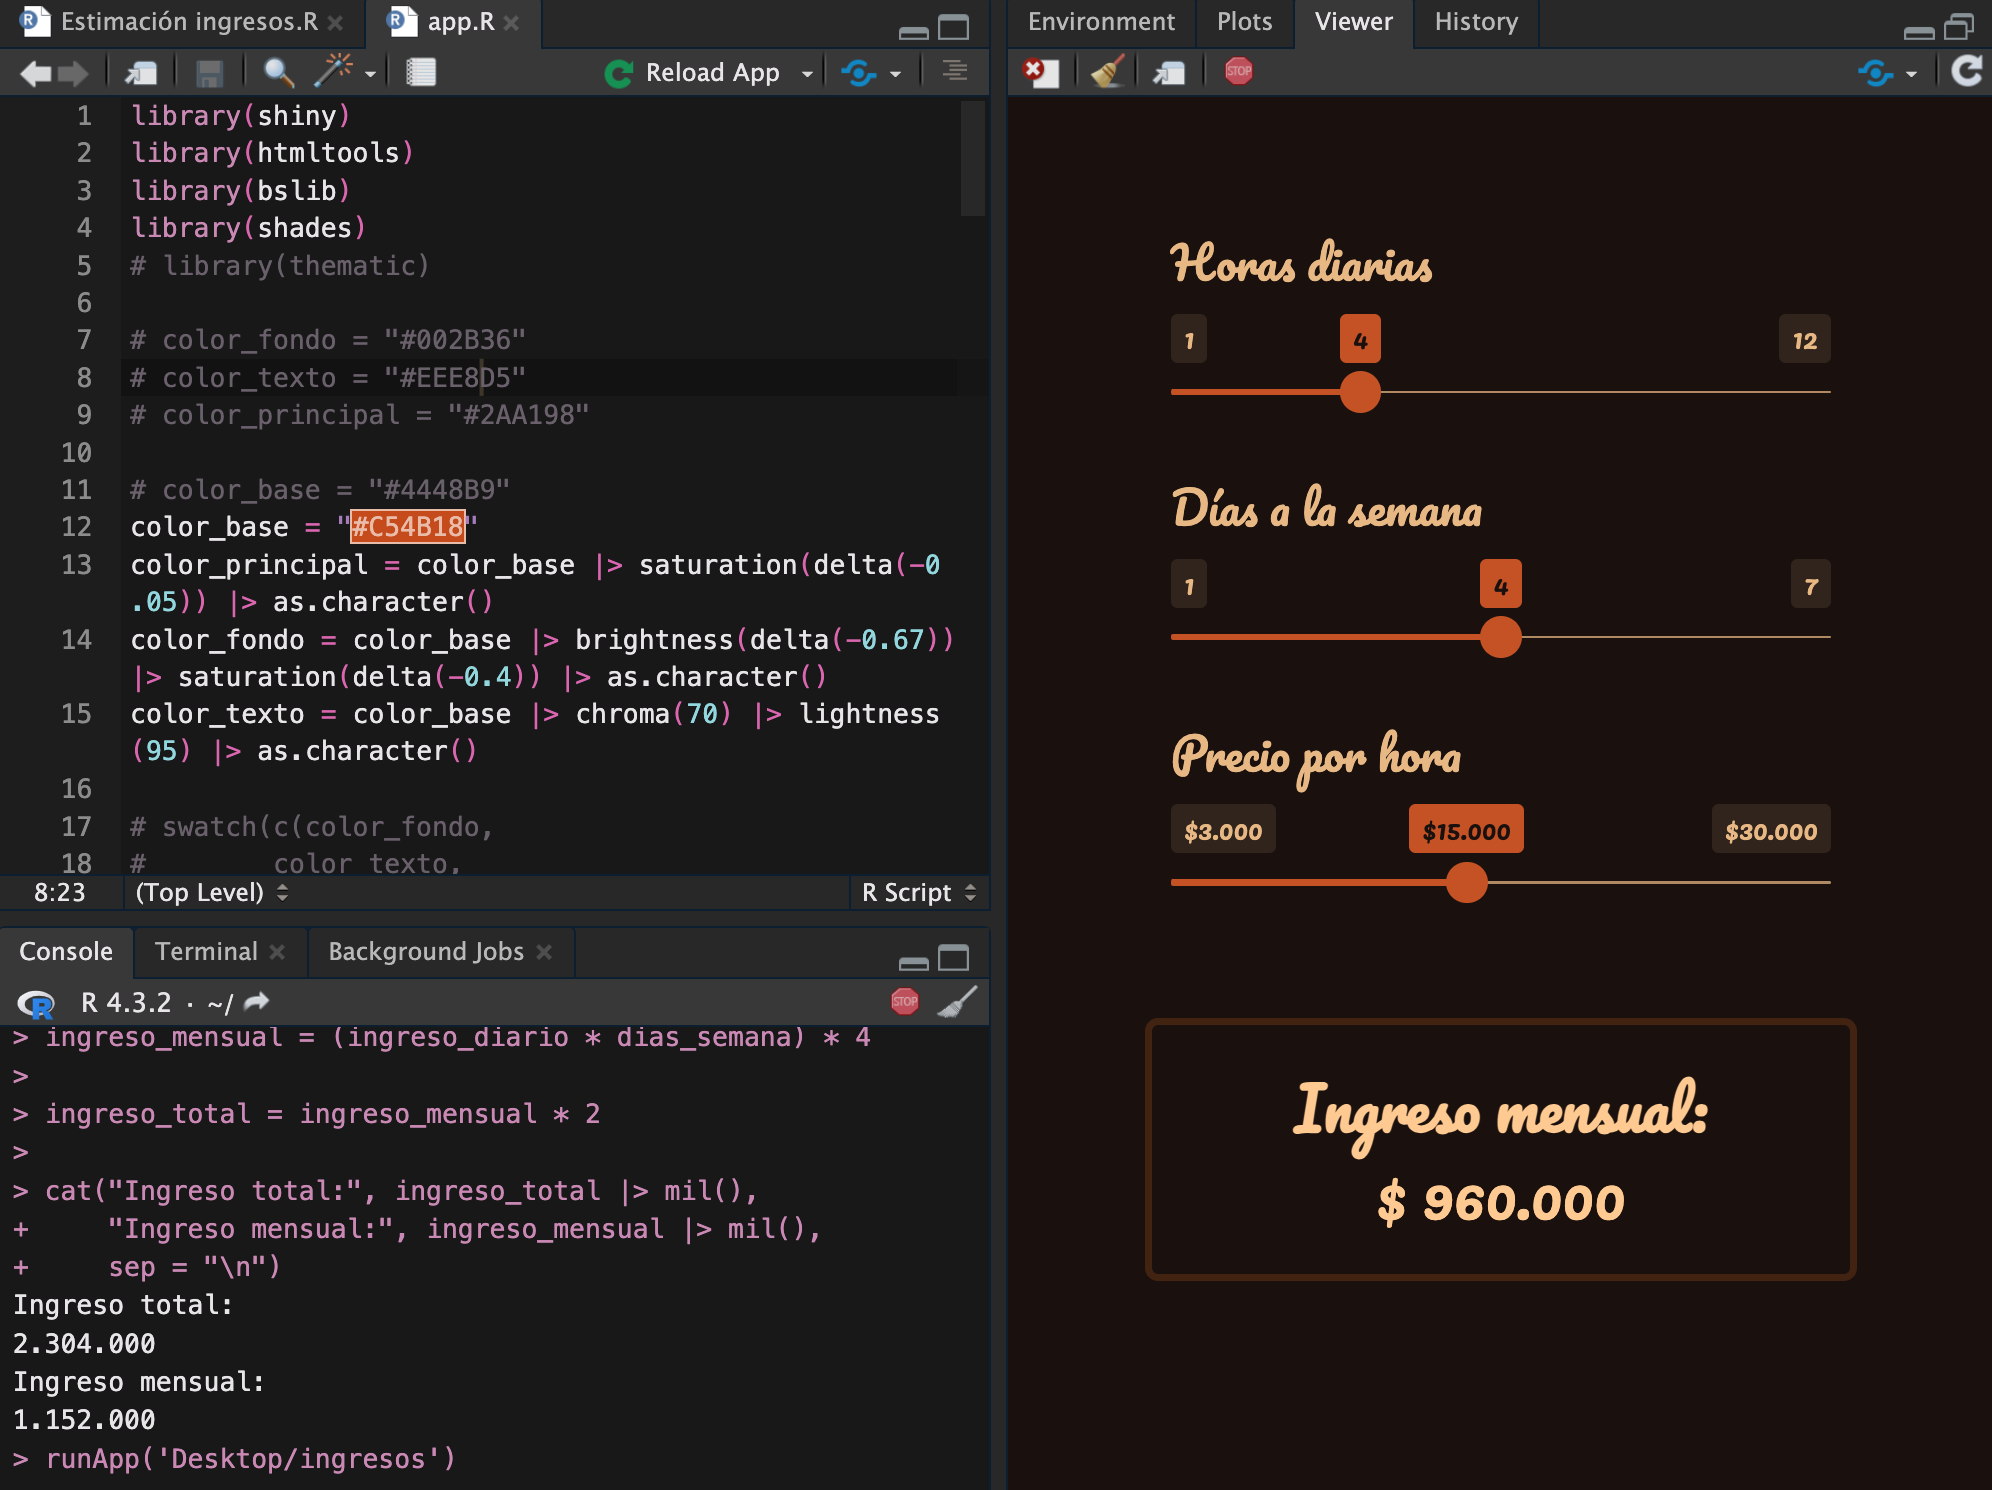 Estimación ingresos.R
app.R
Reload App
1 library(shiny)
2 library(htmltools)
3 library(bslib)
4 library(shades)
5 # library(thematic)
6
7 # color_fondo = "#002B36"
8 # color_texto = "#EEE8D5"
9 # color_principal = "#2AA198"
10
11 # color_base = "#4448B9"
12 color_base = "#C54B18"
13 color_principal = color_base |> saturation(delta(-0
.05)) |> as.character()
14 color_fondo = color_base |> brightness(delta(-0.67))
|> saturation(delta(-0.4)) |> as.character()
15 color_texto = color_base |> chroma(70) |> lightness
(95) |> as.character()
16
17 # swatch(c(color_fondo,
18 #        color_texto,
8:23 (Top Level) R Script
Console Terminal Background Jobs
R 4.3.2 · ~/
STOP
> ingreso_mensual = (ingreso_diario * dias_semana) * 4
>
> ingreso_total = ingreso_mensual * 2
>
> cat("Ingreso total:", ingreso_total |> mil(),
+     "Ingreso mensual:", ingreso_mensual |> mil(),
+     sep = "\n")
Ingreso total:
2.304.000
Ingreso mensual:
1.152.000
> runApp('Desktop/ingresos')
Environment Plots Viewer History
STOP
Horas diarias
1 4 12
Días a la semana
1 4 7
Precio por hora
$3.000 $15.000 $30.000
Ingreso mensual:
$ 960.000